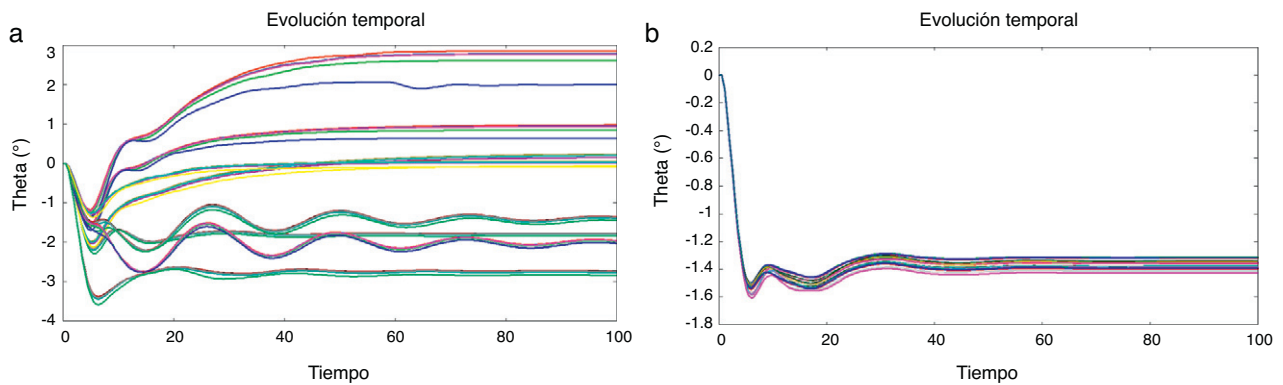 a
Evolución temporal
Theta (°)
3
2
1
0
-1
-2
-3
-4
0 20 40 60 80 100
Tiempo
b
Evolución temporal
Theta (°)
0.2
0
-0.2
-0.4
-0.6
-0.8
-1
-1.2
-1.4
-1.6
-1.8
0 20 40 60 80 100
Tiempo